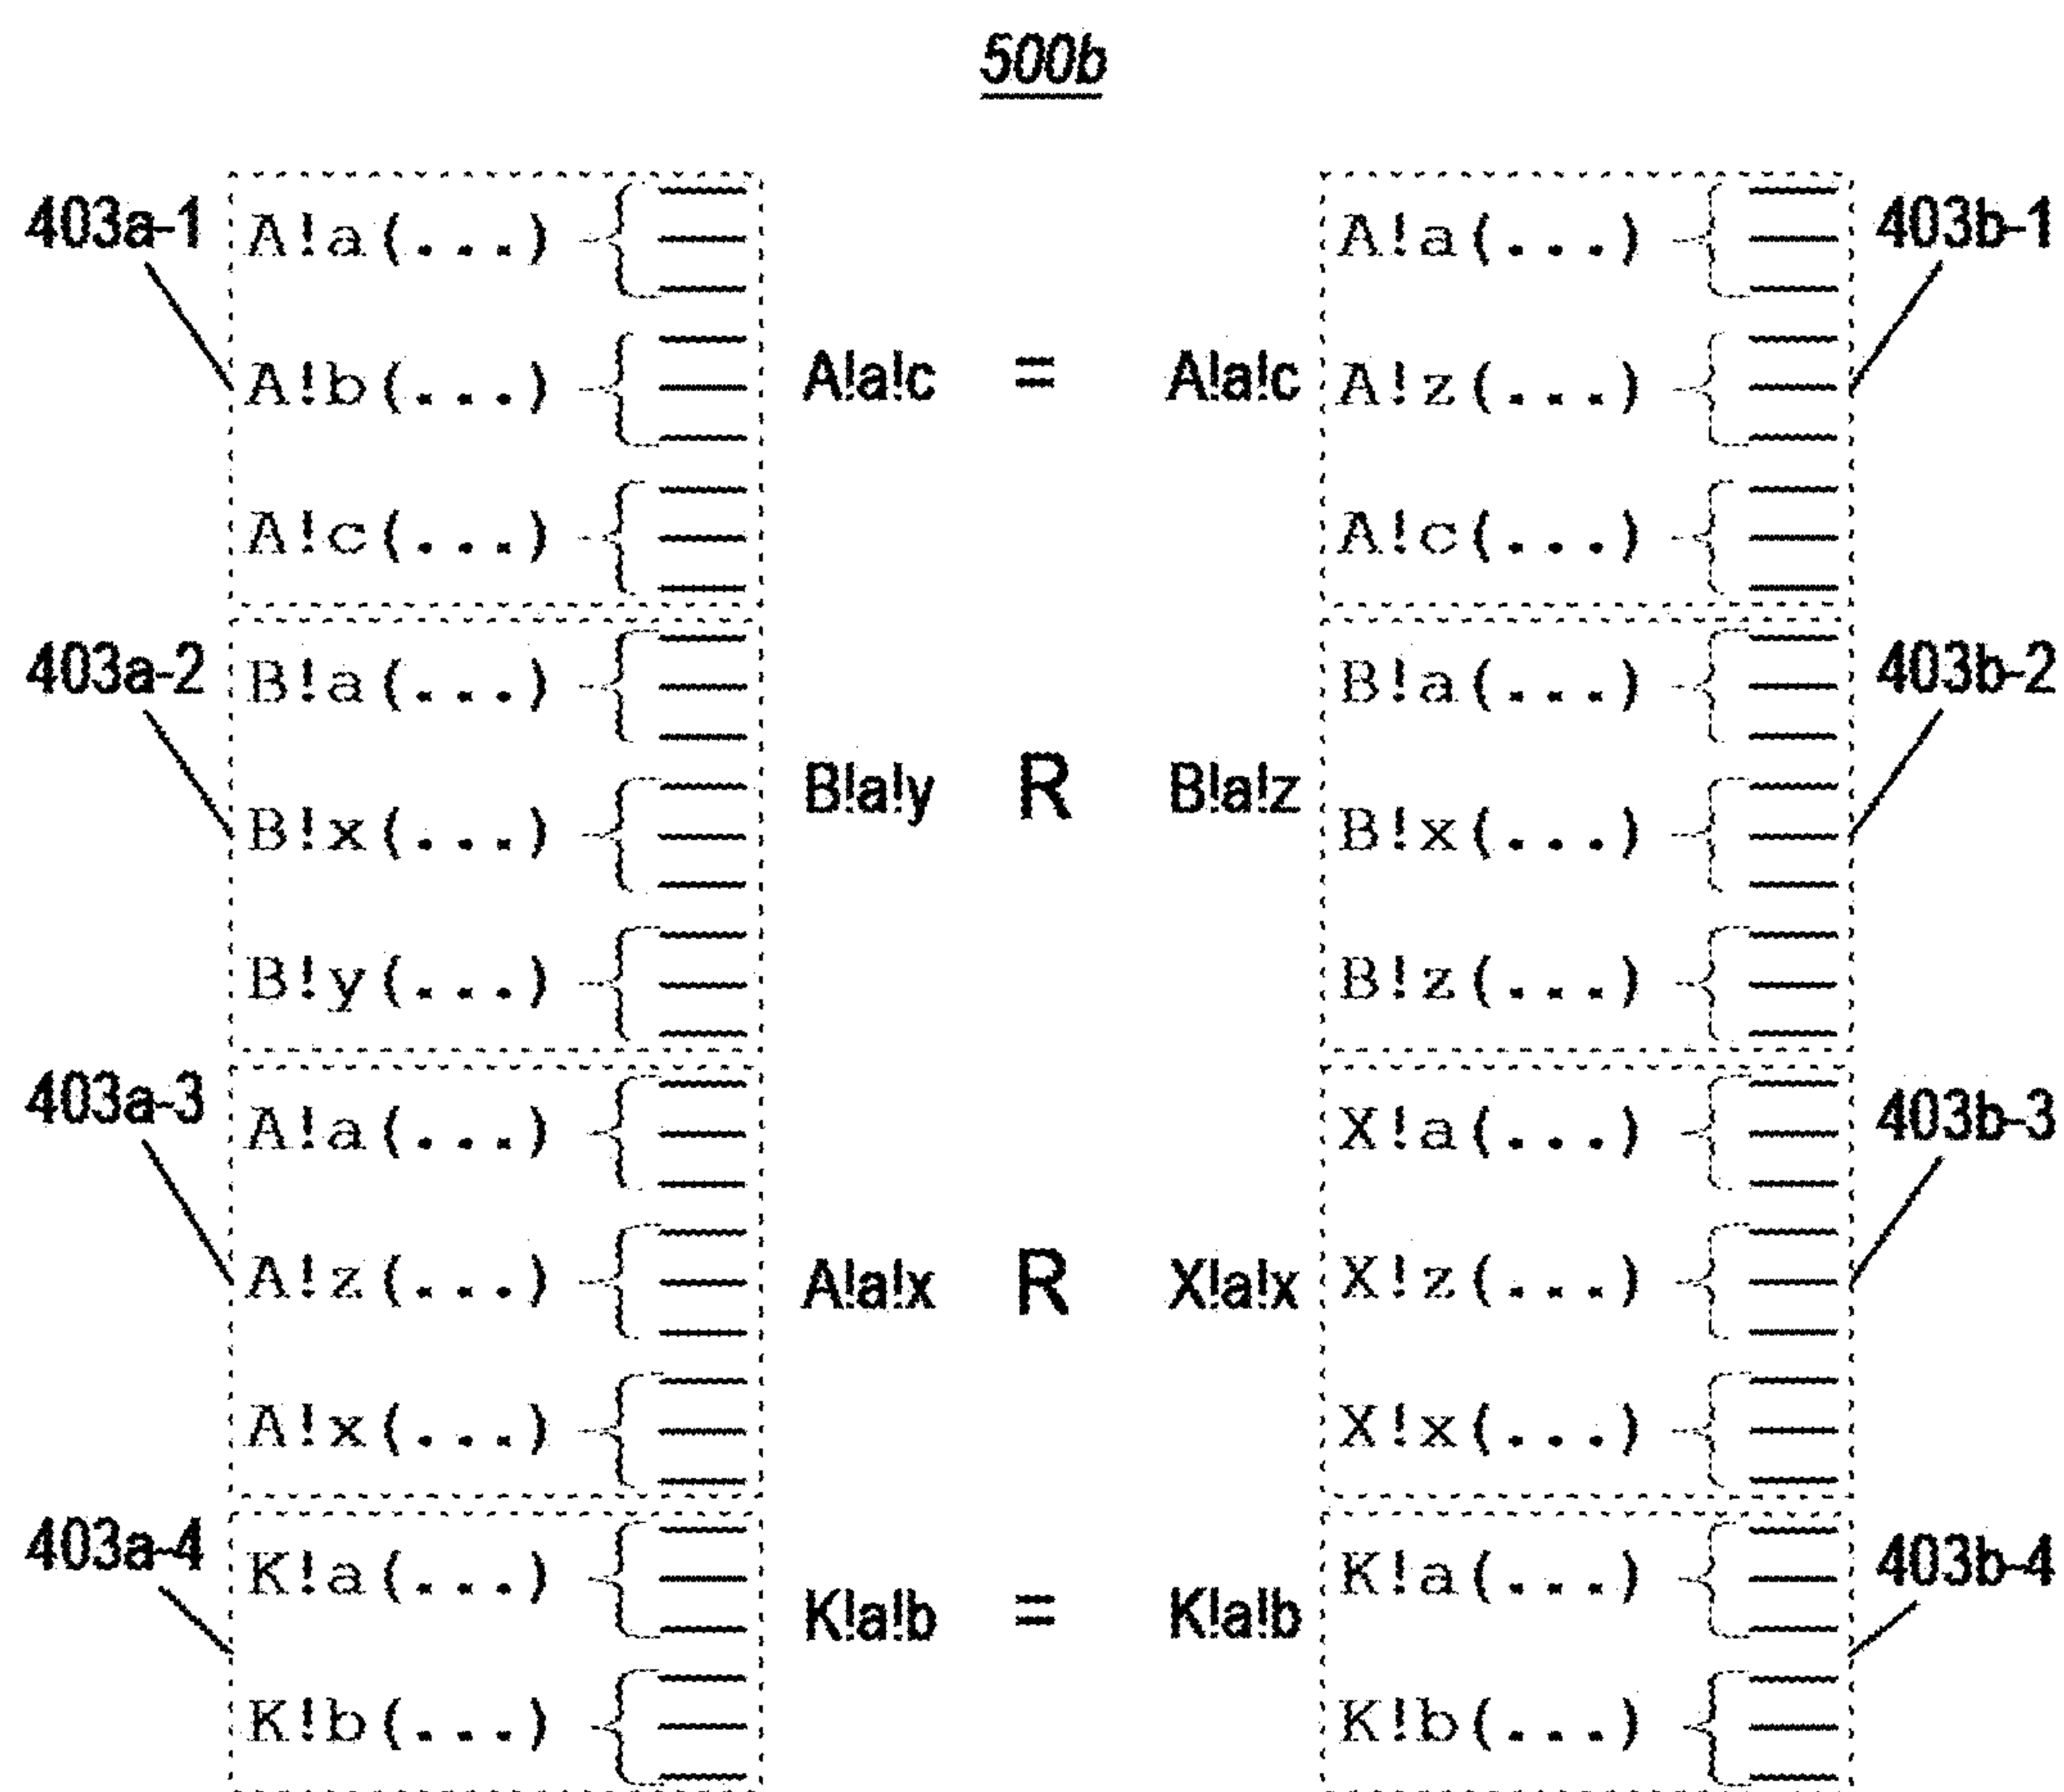 500b
403a-1 A!a(...) A!a(...) 403b-1
A!b(...) A!a!c = A!a!c A!z(...)
A!c(...) A!c(...)
403a-2 B!a(...) B!a(...) 403b-2
B!x(...) B!a!y R B!a!z B!x(...)
B!y(...) B!z(...)
403a-3 A!a(...) X!a(...) 403b-3
A!z(...) A!a!x R X!a!x X!z(...)
A!x(...) X!x(...)
403a-4 K!a(...) K!a!b = K!a!b K!a(...) 403b-4
K!b(...) K!b(...)